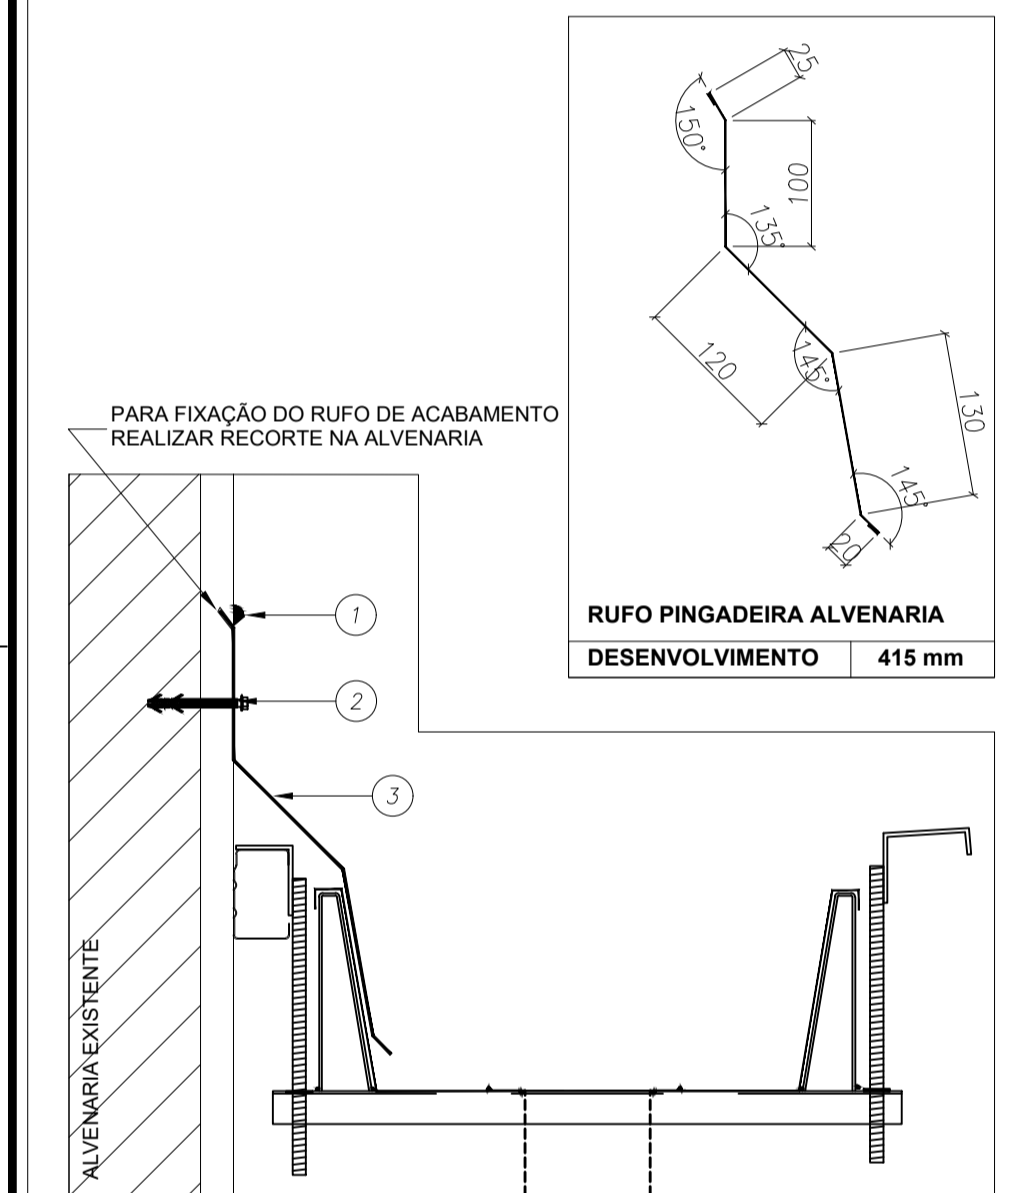 25
150°
100
135°
120
145°
130
145°
20
RUFO PINGADEIRA ALVENARIA
DESENVOLVIMENTO 415 mm
PARA FIXAÇÃO DO RUFO DE ACABAMENTO
REALIZAR RECORTE NA ALVENARIA
1
2
3
ALVENARIA EXISTENTE